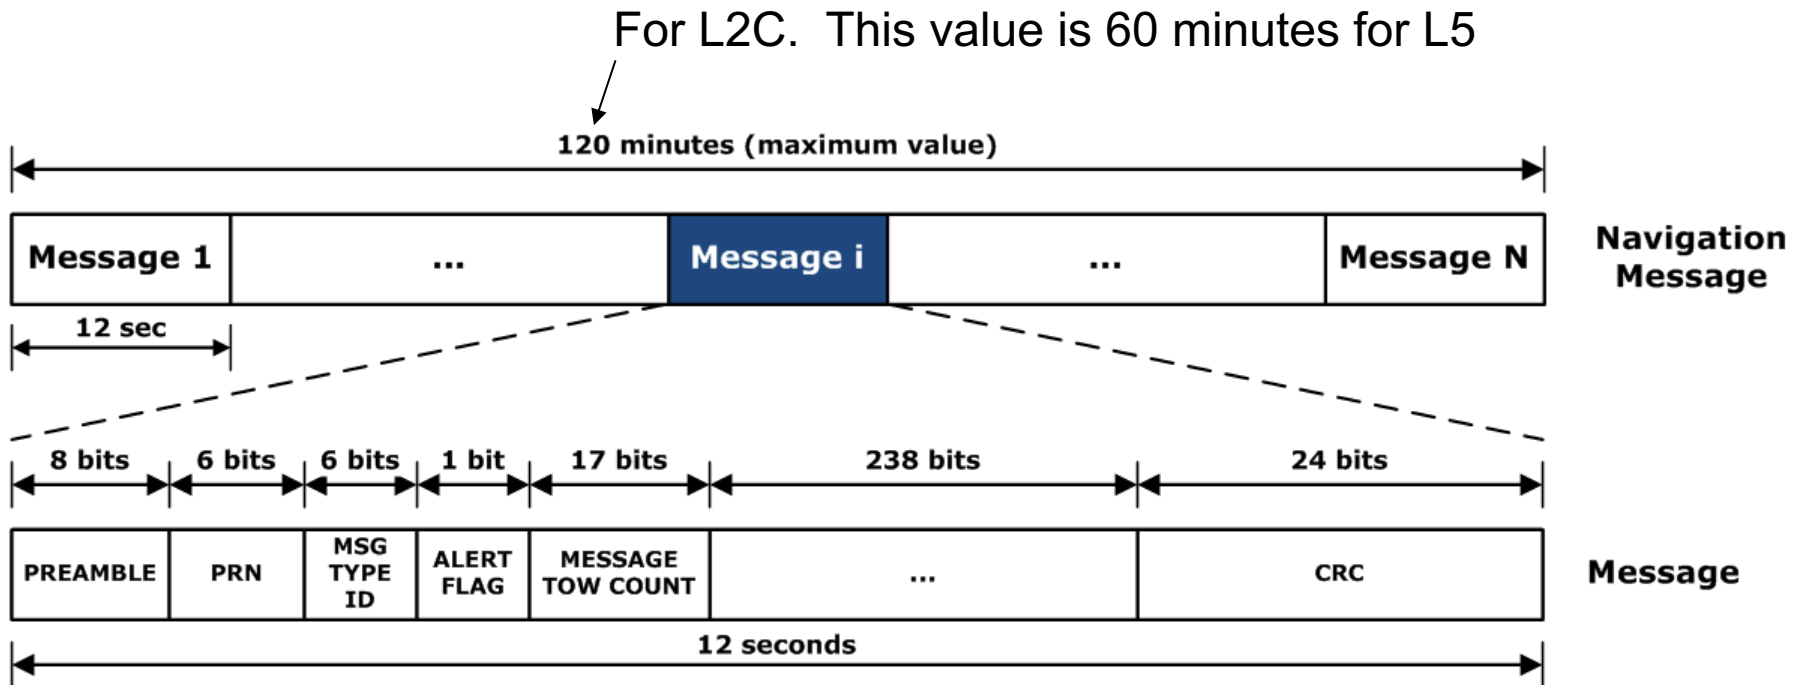 For L2C.  This value is 60 minutes for L5
120 minutes (maximum value)
Message 1
...
Message i
...
Message N
Navigation
Message
12 sec
8 bits
6 bits
6 bits
1 bit
17 bits
238 bits
24 bits
PREAMBLE
PRN
MSG
TYPE
ID
ALERT
FLAG
MESSAGE
TOW COUNT
...
CRC
Message
12 seconds